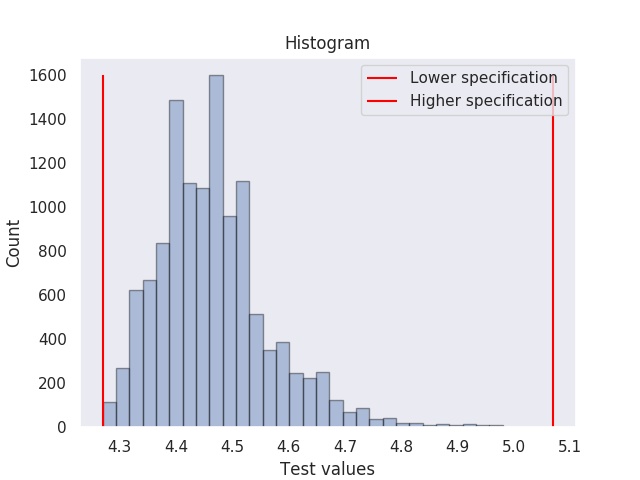 Histogram
Lower specification
Higher specification
1600
1400
1200
1000
800
600
400
200
0
Count
4.3 4.4 4.5 4.6 4.7 4.8 4.9 5.0 5.1
Test values